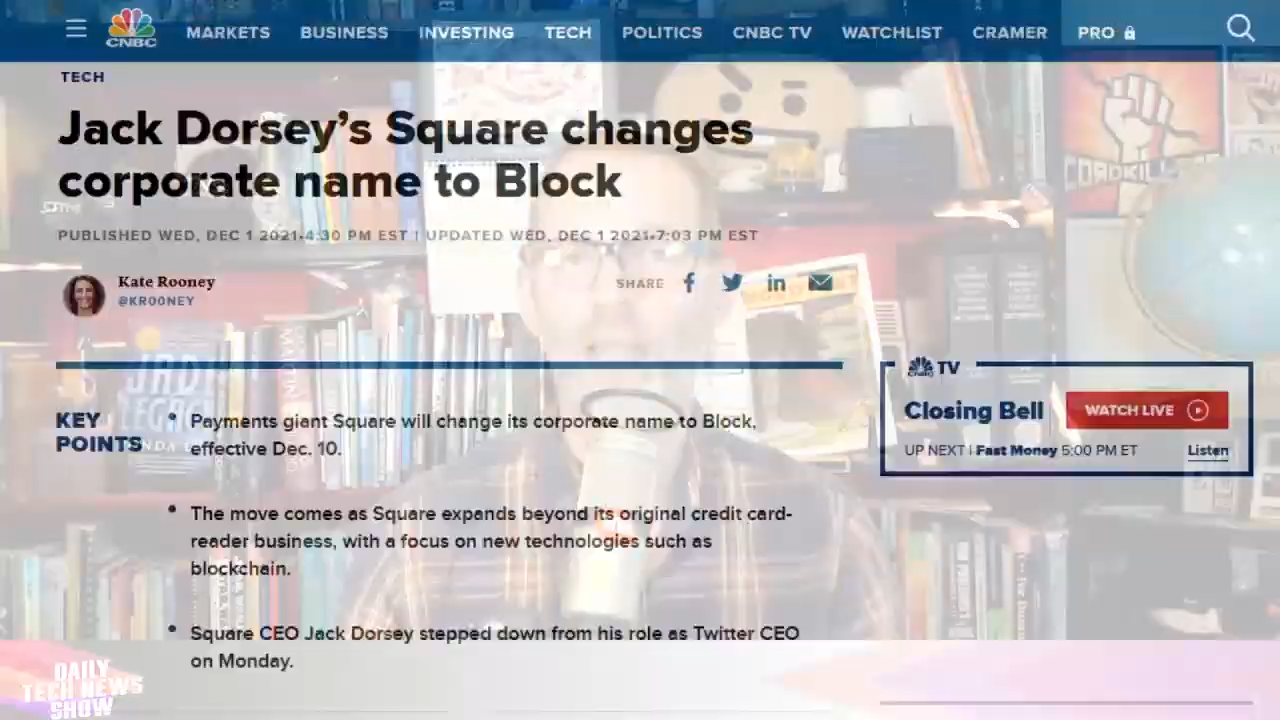 CNBC
MARKETS BUSINESS INVESTING TECH POLITICS CNBC TV WATCHLIST CRAMER PRO
TECH
Jack Dorsey's Square changes
corporate name to Block
PUBLISHED WED, DEC 1 2021•4:30 PM EST | UPDATED WED, DEC 1 2021•7:03 PM EST
Kate Rooney
@KR00NEY
SHARE
KEY
POINTS
Payments giant Square will change its corporate name to Block,
effective Dec. 10.
The move comes as Square expands beyond its original credit card-
reader business, with a focus on new technologies such as
blockchain.
Square CEO Jack Dorsey stepped down from his role as Twitter CEO
on Monday.
CNBC TV
Closing Bell
WATCH LIVE
UP NEXT | Fast Money 5:00 PM ET
Listen
DAILY
TECH NEWS
SHOW